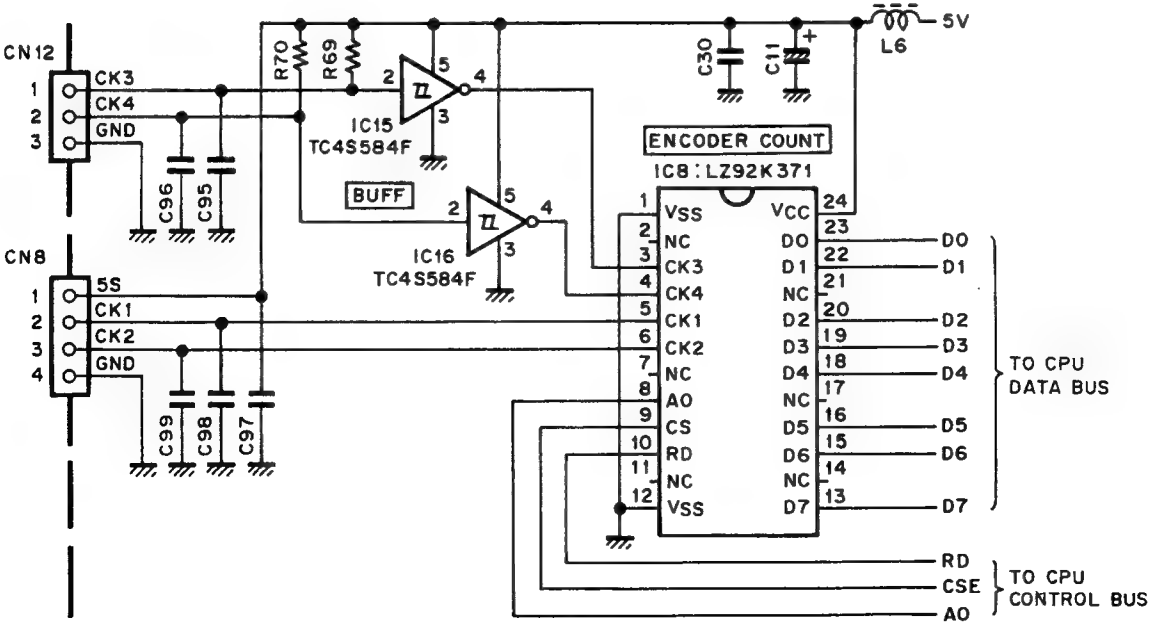 5V
L6
C30
C11
+
CN12
1
2
3
CK3
CK4
GND
R70
R69
2
5
4
3
IC15
TC4S584F
C96
C95
BUFF
2
5
4
3
IC16
TC4S584F
CN8
1
2
3
4
5S
CK1
CK2
GND
C99
C98
C97
ENCODER COUNT
IC8:LZ92K371
1 VSS
2 NC
3 CK3
4 CK4
5 CK1
6 CK2
7 NC
8 A0
9 CS
10 RD
11 NC
12 VSS
VCC 24
D0 23
D1 22
NC 21
D2 20
D3 19
D4 18
NC 17
D5 16
D6 15
NC 14
D7 13
D0
D1
D2
D3
D4
D5
D6
D7
TO CPU
DATA BUS
RD
CSE
A0
TO CPU
CONTROL BUS